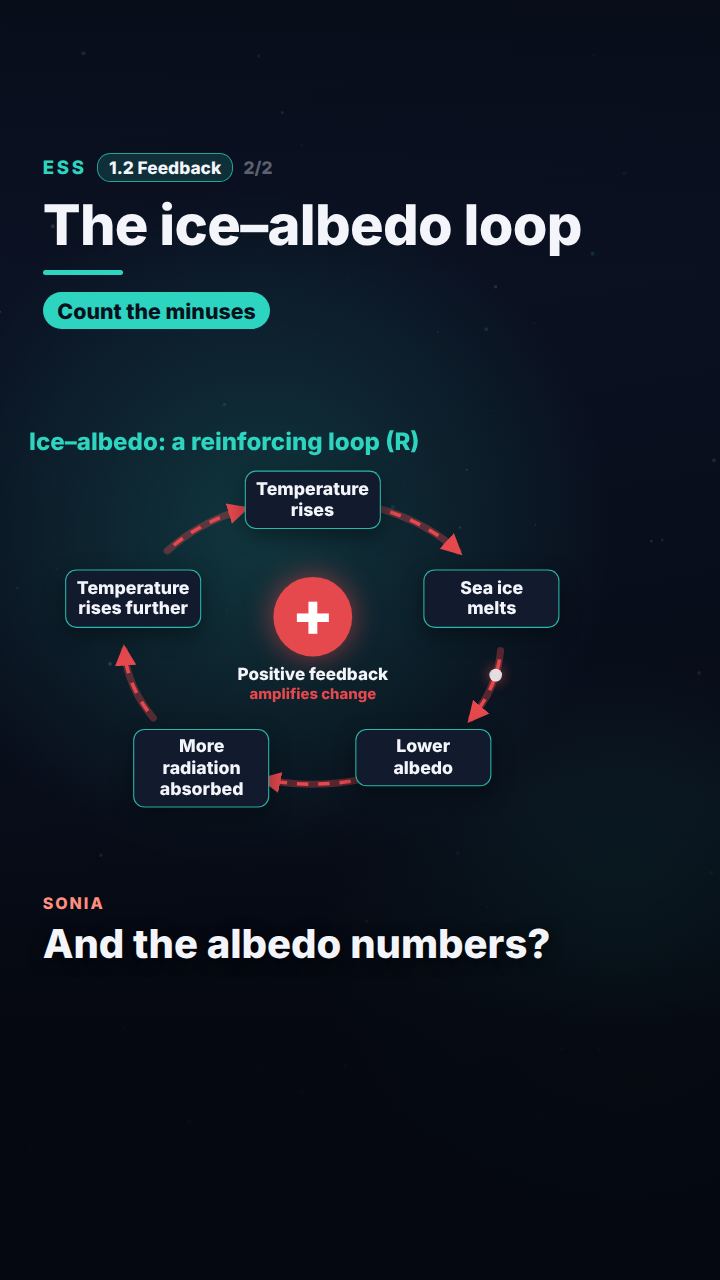 ESS 1.2 Feedback 2/2
The ice–albedo loop
Count the minuses
Ice–albedo: a reinforcing loop (R)
Temperature
rises
Temperature
rises further
Sea ice
melts
+
Positive feedback
amplifies change
More
radiation
absorbed
Lower
albedo
SONIA
And the albedo numbers?